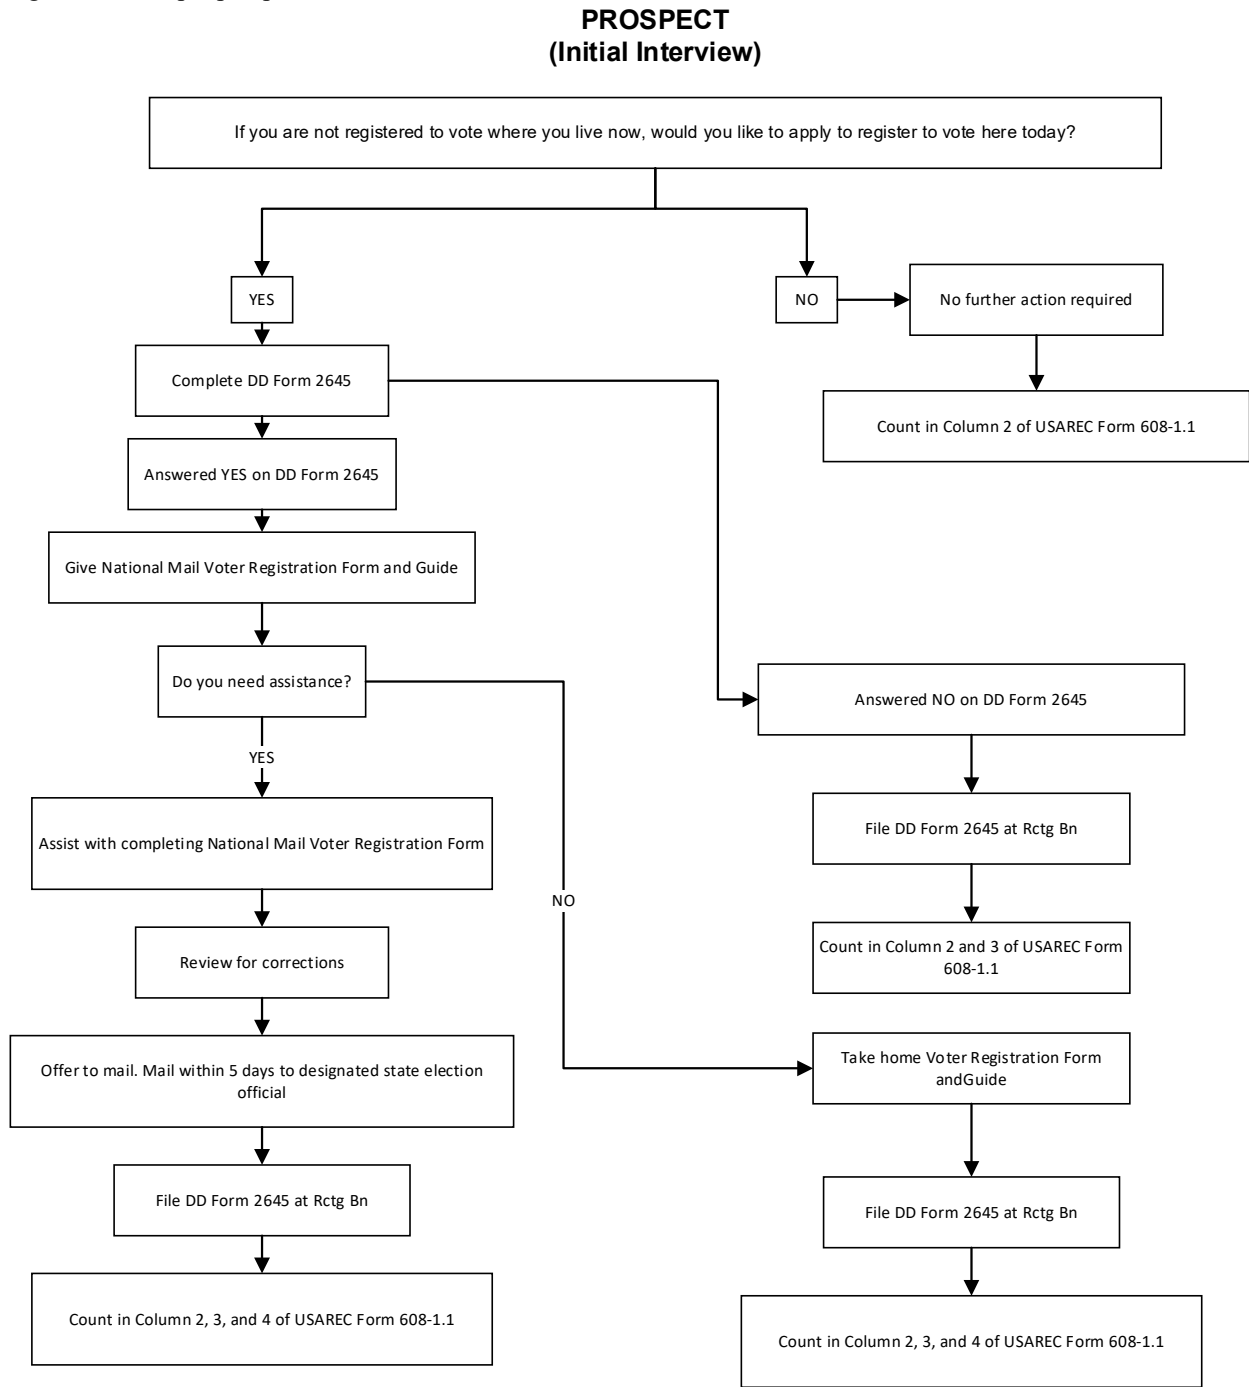 PROSPECT
(Initial Interview)
If you are not registered to vote where you live now, would you like to apply to register to vote here today?
YES
NO
No further action required
Complete DD Form 2645
Count in Column 2 of USAREC Form 608-1.1
Answered YES on DD Form 2645
Give National Mail Voter Registration Form and Guide
Do you need assistance?
Answered NO on DD Form 2645
YES
Assist with completing National Mail Voter Registration Form
File DD Form 2645 at Rctg Bn
NO
Review for corrections
Count in Column 2 and 3 of USAREC Form
608-1.1
Offer to mail. Mail within 5 days to designated state election
official
Take home Voter Registration Form
andGuide
File DD Form 2645 at Rctg Bn
File DD Form 2645 at Rctg Bn
Count in Column 2, 3, and 4 of USAREC Form 608-1.1
Count in Column 2, 3, and 4 of USAREC Form 608-1.1